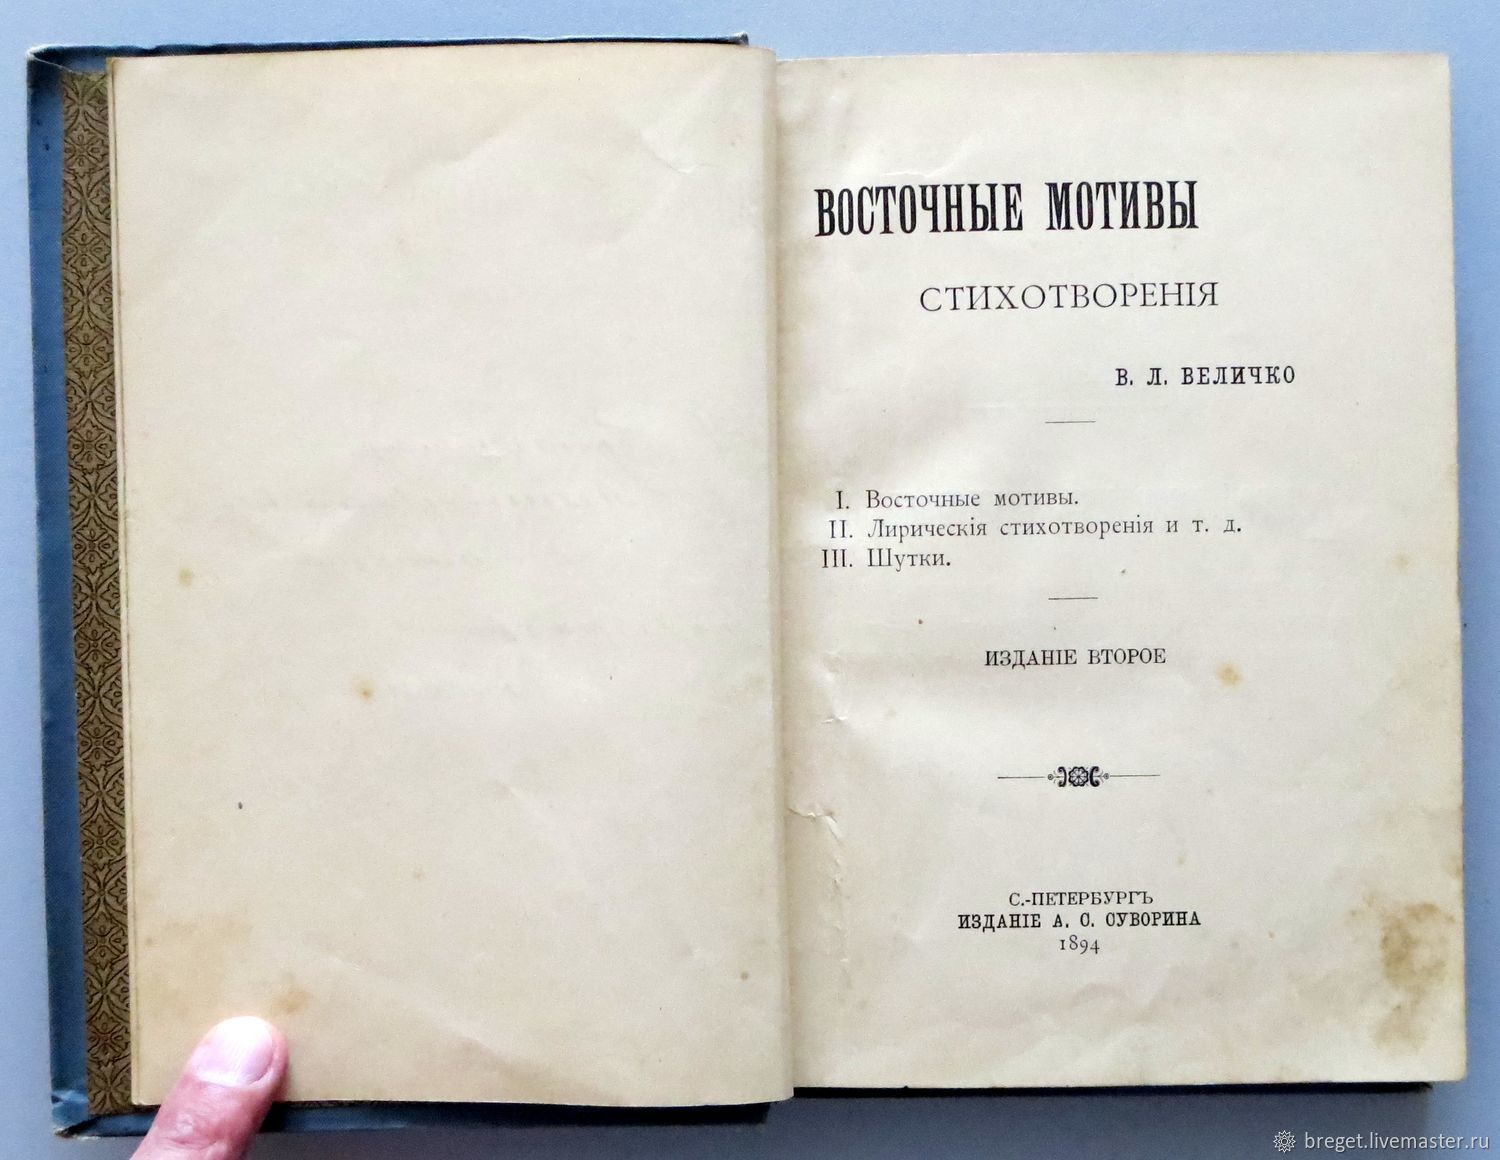 ВОСТОЧНЫЕ МОТИВЫ
СТИХОТВОРЕНІЯ
В. Л. ВЕЛИЧКО
I. Восточные мотивы.
II. Лирическія стихотворенія и т. д.
III. Шутки.
ИЗДАНІЕ ВТОРОЕ
С.-ПЕТЕРБУРГЪ
ИЗДАНІЕ А. С. СУВОРИНА
1894
breget.livemaster.ru